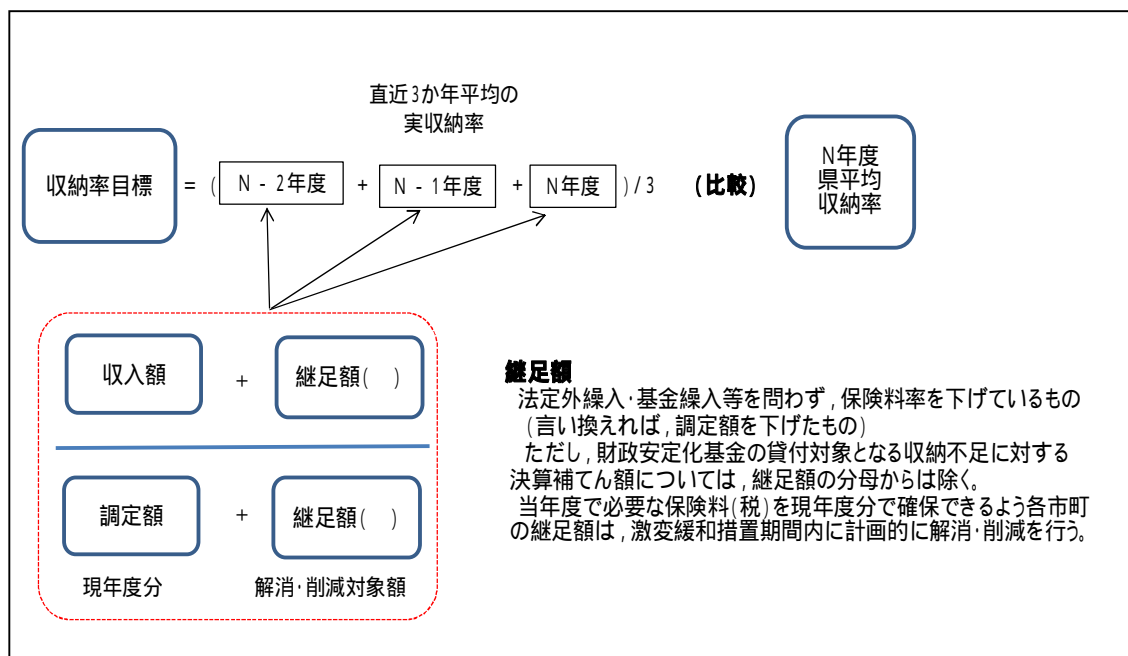 直近3か年平均の
実収納率
収納率目標 = ( N - 2年度 + N - 1年度 + N年度 ) / 3 (比較) N年度
県平均
収納率
収入額 + 継足額( )
調定額 + 継足額( )
現年度分 解消・削減対象額
継足額
法定外繰入・基金繰入等を問わず,保険料率を下げているもの
(言い換えれば,調定額を下げたもの)
ただし,財政安定化基金の貸付対象となる収納不足に対する
決算補てん額については,継足額の分母からは除く。
当年度で必要な保険料(税)を現年度分で確保できるよう各市町
の継足額は,激変緩和措置期間内に計画的に解消・削減を行う。